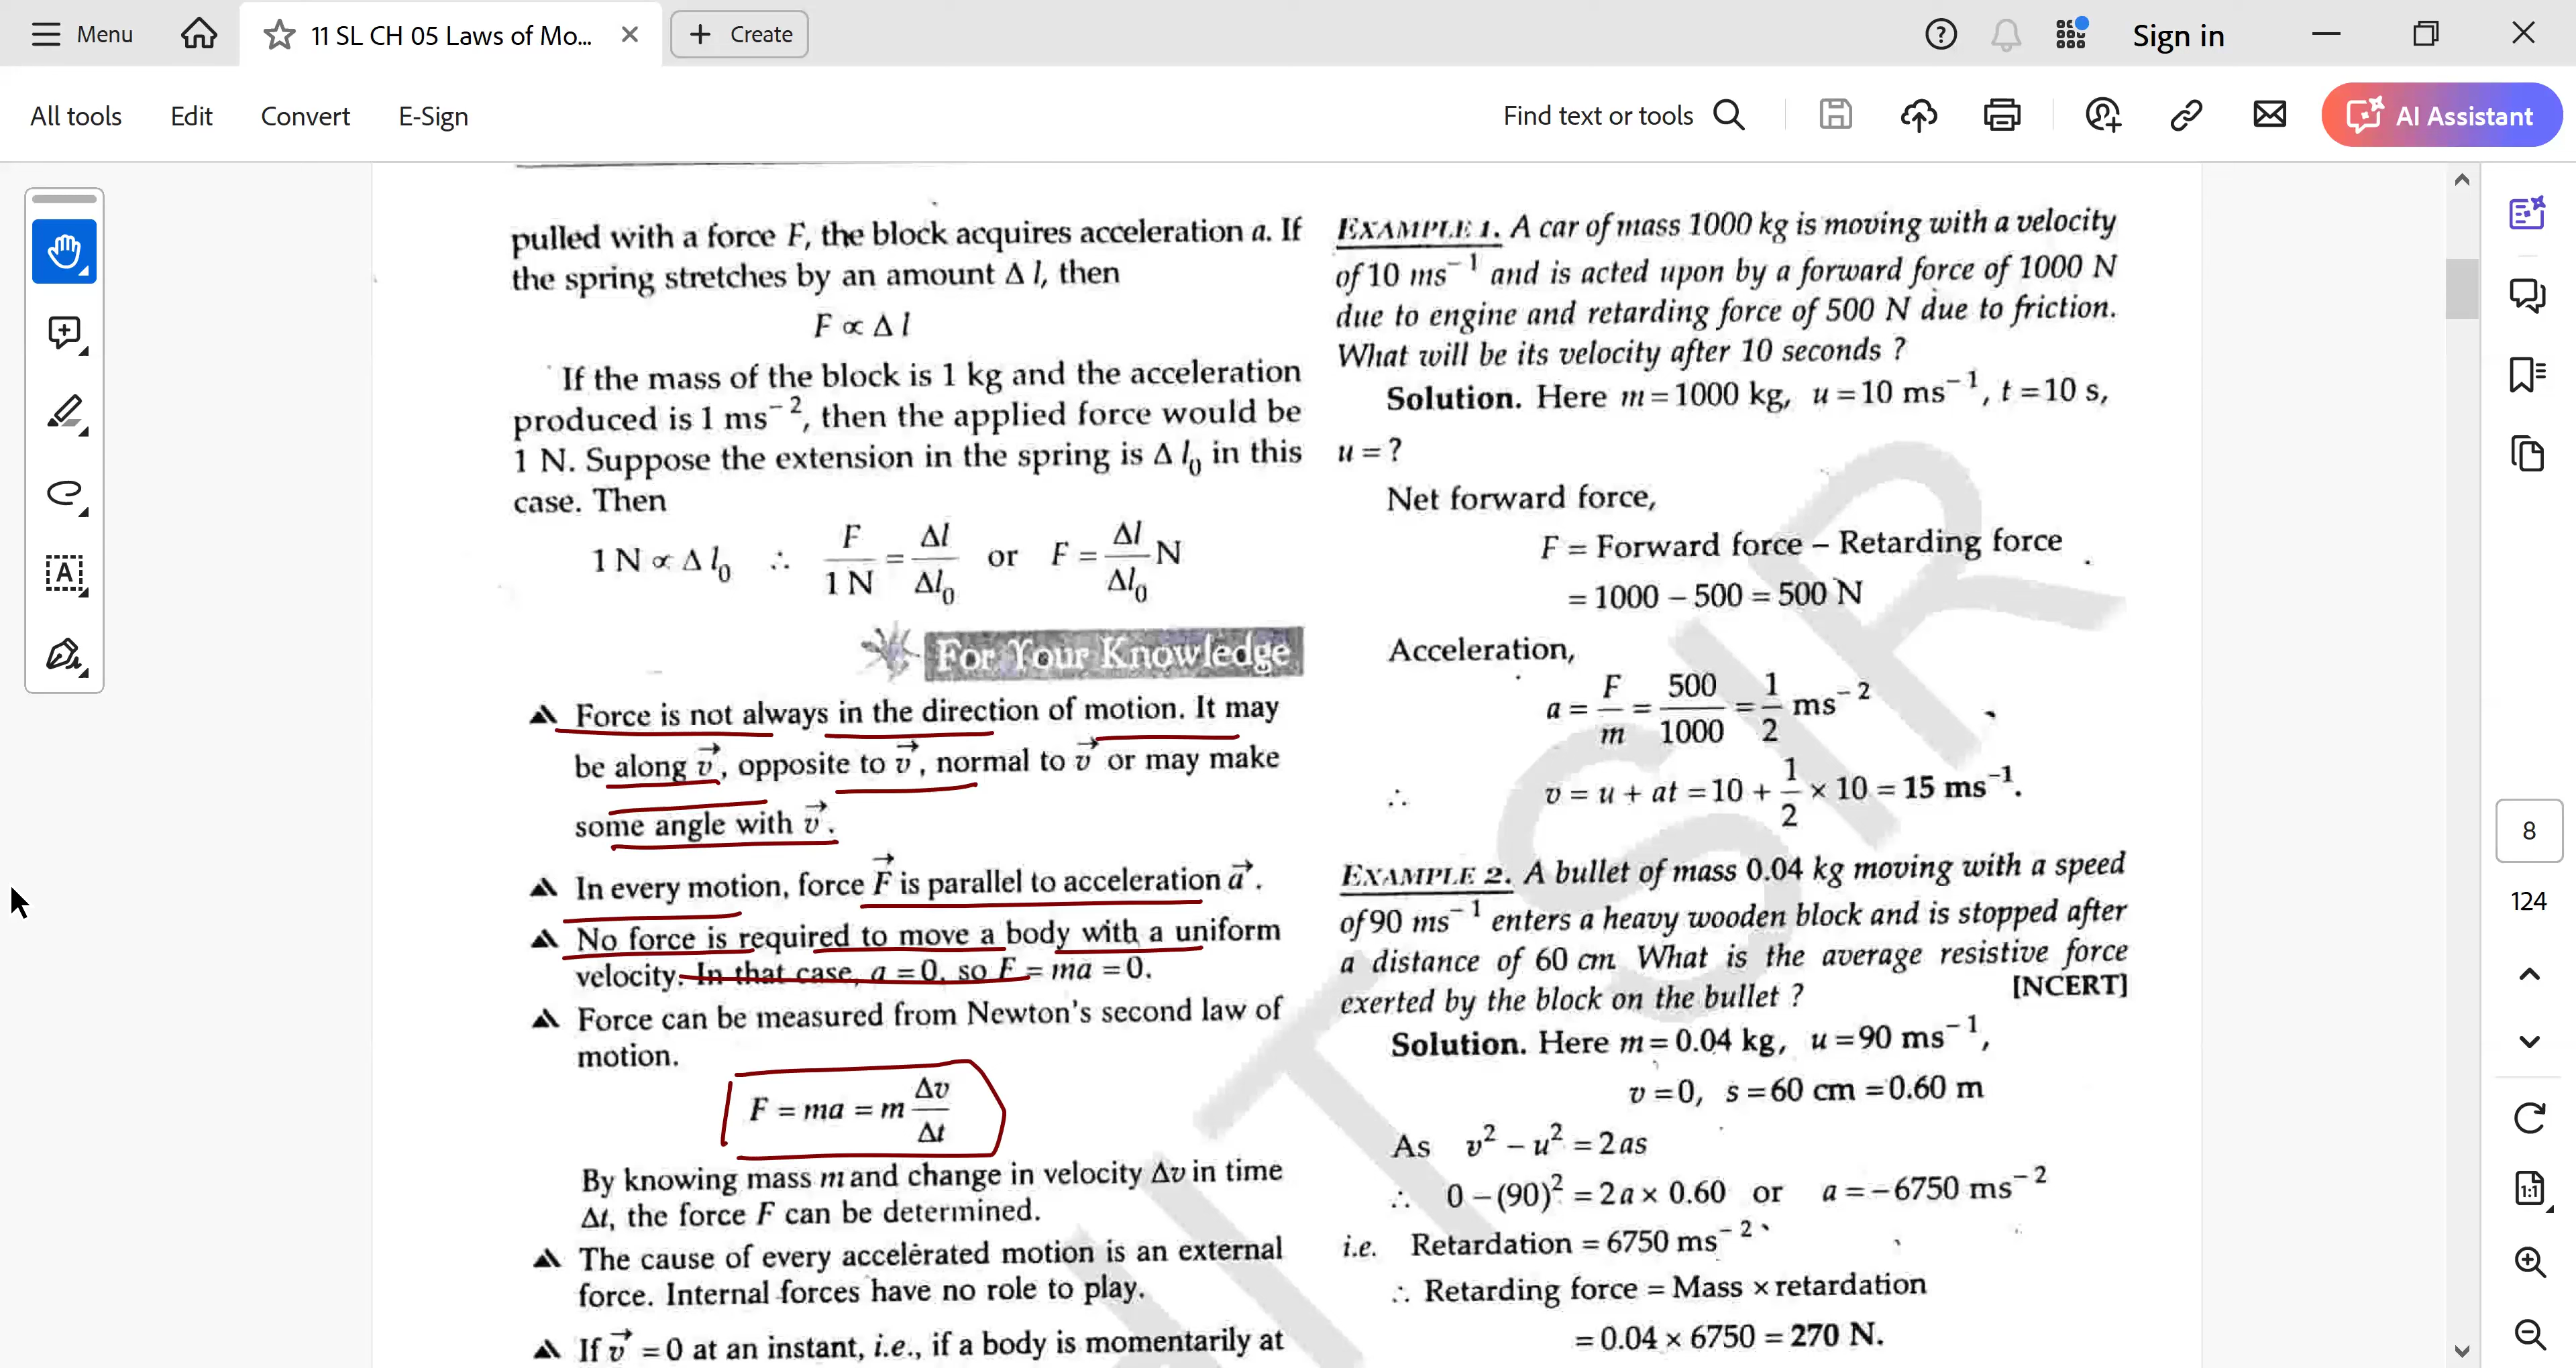 Menu
11 SL CH 05 Laws of Mo...
Create
Sign in
All tools
Edit
Convert
E-Sign
Find text or tools
AI Assistant
pulled with a force F, the block acquires acceleration a. If
the spring stretches by an amount Δ l, then
F ∝ Δ l
If the mass of the block is 1 kg and the acceleration
produced is 1 ms⁻², then the applied force would be
1 N. Suppose the extension in the spring is Δ l₀ in this
case. Then
1 N ∝ Δ l₀ ∴ F/1 N = Δl/Δl₀ or F = Δl/Δl₀ N
For Your Knowledge
▲ Force is not always in the direction of motion. It may
be along v⃗, opposite to v⃗, normal to v⃗ or may make
some angle with v⃗.
▲ In every motion, force F⃗ is parallel to acceleration a⃗.
▲ No force is required to move a body with a uniform
velocity. In that case, a = 0, so F = ma = 0.
▲ Force can be measured from Newton's second law of
motion.
F = ma = m Δv/Δt
By knowing mass m and change in velocity Δv in time
Δt, the force F can be determined.
▲ The cause of every accelerated motion is an external
force. Internal forces have no role to play.
▲ If v⃗ = 0 at an instant, i.e., if a body is momentarily at
EXAMPLE 1. A car of mass 1000 kg is moving with a velocity
of 10 ms⁻¹ and is acted upon by a forward force of 1000 N
due to engine and retarding force of 500 N due to friction.
What will be its velocity after 10 seconds ?
Solution. Here m = 1000 kg, u = 10 ms⁻¹, t = 10 s,
u = ?
Net forward force,
F = Forward force – Retarding force
= 1000 – 500 = 500 N
Acceleration,
a = F/m = 500/1000 = 1/2 ms⁻²
∴ v = u + at = 10 + 1/2 × 10 = 15 ms⁻¹.
EXAMPLE 2. A bullet of mass 0.04 kg moving with a speed
of 90 ms⁻¹ enters a heavy wooden block and is stopped after
a distance of 60 cm. What is the average resistive force
exerted by the block on the bullet ? [NCERT]
Solution. Here m = 0.04 kg, u = 90 ms⁻¹,
v = 0, s = 60 cm = 0.60 m
As v² – u² = 2as
∴ 0 – (90)² = 2a × 0.60 or a = – 6750 ms⁻²
i.e. Retardation = 6750 ms⁻²
∴ Retarding force = Mass × retardation
= 0.04 × 6750 = 270 N.
8
124
1:1